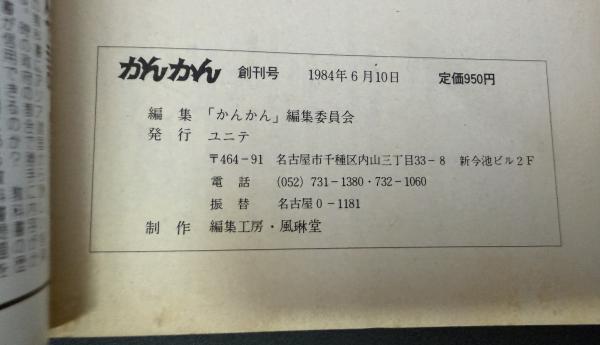 かんかん 創刊号 1984年6月10日 定価950円
編集 「かんかん」編集委員会
発行 ユニテ
〒464-91 名古屋市千種区内山三丁目33-8 新今池ビル2F
電話 (052) 731-1380・732-1060
振替 名古屋0-1181
制作 編集工房・風琳堂